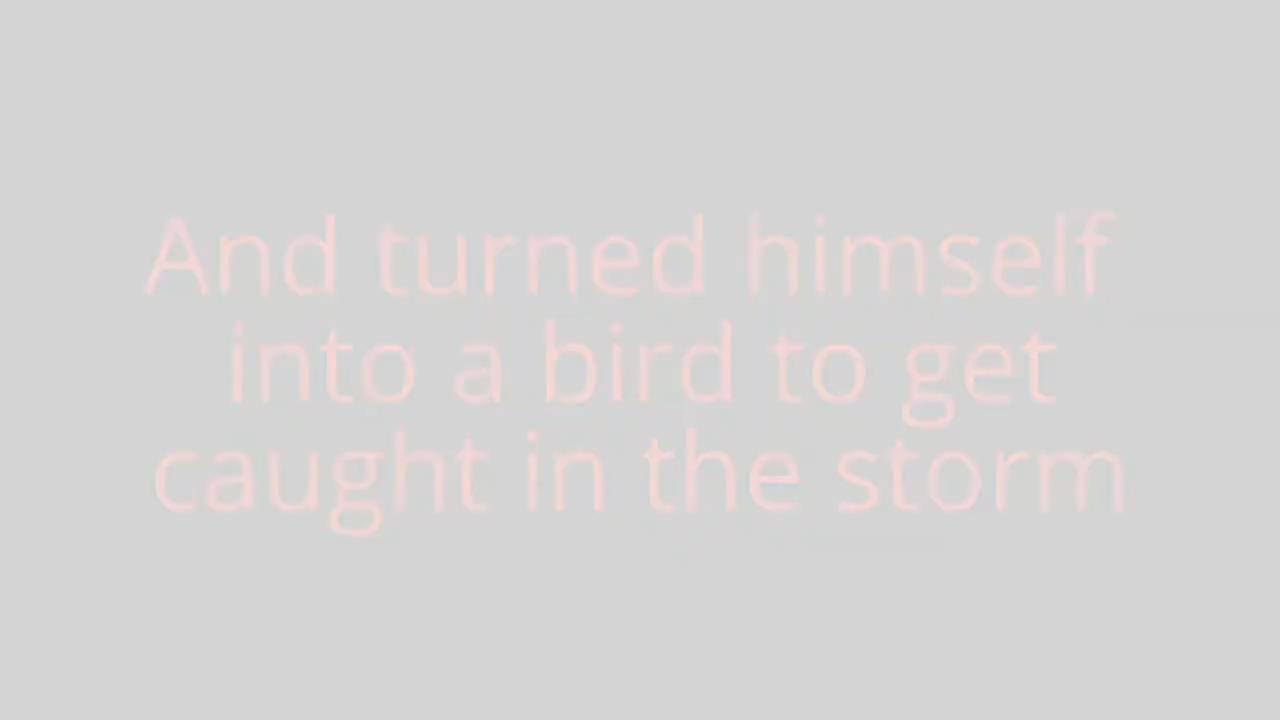 And turned himself
into a bird to get
caught in the storm